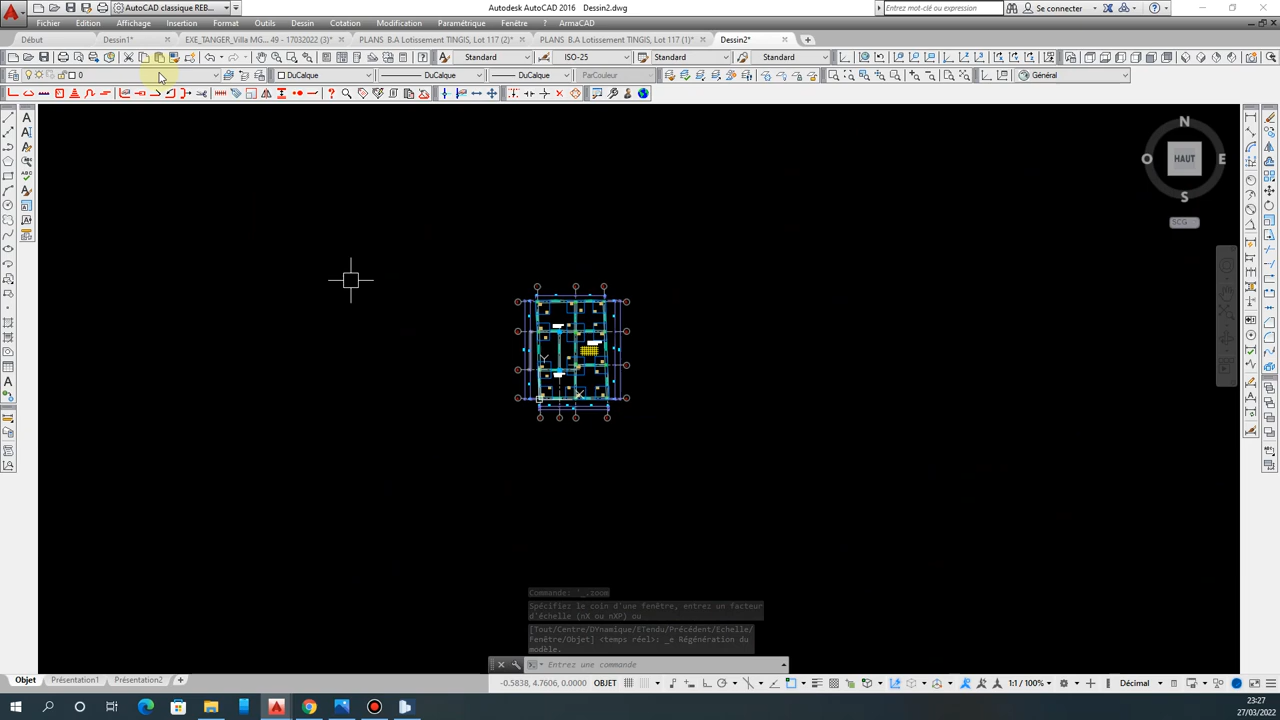 AutoCAD classique REB...
Autodesk AutoCAD 2016 Dessin2.dwg
Entrez mot-clé ou expression
Se connecter
Fichier Edition Affichage Insertion Format Outils Dessin Cotation Modification Paramétrique Fenêtre ? ArmaCAD
Début Dessin1* EXE_TANGER_Villa MG... 49 - 17032022 (3)* PLANS B.A Lotissement TINGIS, Lot 117 (2)* PLANS B.A Lotissement TINGIS, Lot 117 (1)* Dessin2*
Standard ISO-25 Standard Standard
0 DuCalque DuCalque DuCalque ParCouleur Général
N
O HAUT E
S
SCG
Y
X
Commande: '_.zoom
Spécifier le coin d'une fenêtre, entrez un facteur
d'échelle (nX ou nXP) ou
[Tout/Centre/DYnamique/ETendu/Précédent/Echelle/
Fenêtre/Objet] <temps réel>: _e Régénération du
modèle.
Entrez une commande
Objet Présentation1 Présentation2 +
-0.5838, 4.7606, 0.0000 OBJET 1:1 / 100% Décimal
23:27
27/03/2022